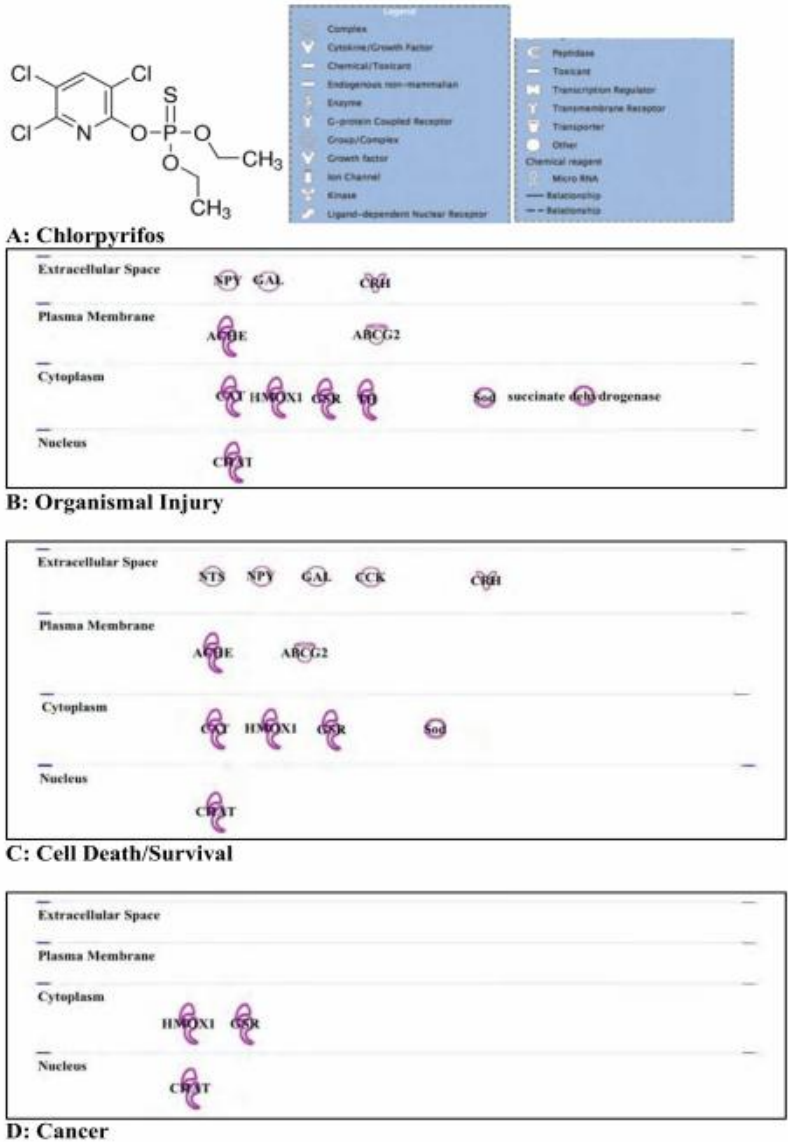 Legend
Complex
Cytokine/Growth Factor
Chemical/Toxicant
Endogenous non-mammalian
Enzyme
G-protein Coupled Receptor
Group/Complex
Growth factor
Ion Channel
Kinase
Ligand-dependent Nuclear Receptor
Peptidase
Toxicant
Transcription Regulator
Transmembrane Receptor
Transporter
Other
Chemical reagent
Micro RNA
Relationship
Relationship
Cl Cl
Cl N O P O CH3
S
O
CH3
A: Chlorpyrifos
Extracellular Space
NPY GAL CRH
Plasma Membrane
ACHE ABCG2
Cytoplasm
CAT HMOX1 GSR Sod succinate dehydrogenase
Nucleus
CHAT
B: Organismal Injury
Extracellular Space
NTS NPY GAL CCK CRH
Plasma Membrane
ACHE ABCG2
Cytoplasm
CAT HMOX1 GSR Sod
Nucleus
CHAT
C: Cell Death/Survival
Extracellular Space
Plasma Membrane
Cytoplasm
HMOX1 GSR
Nucleus
CHAT
D: Cancer